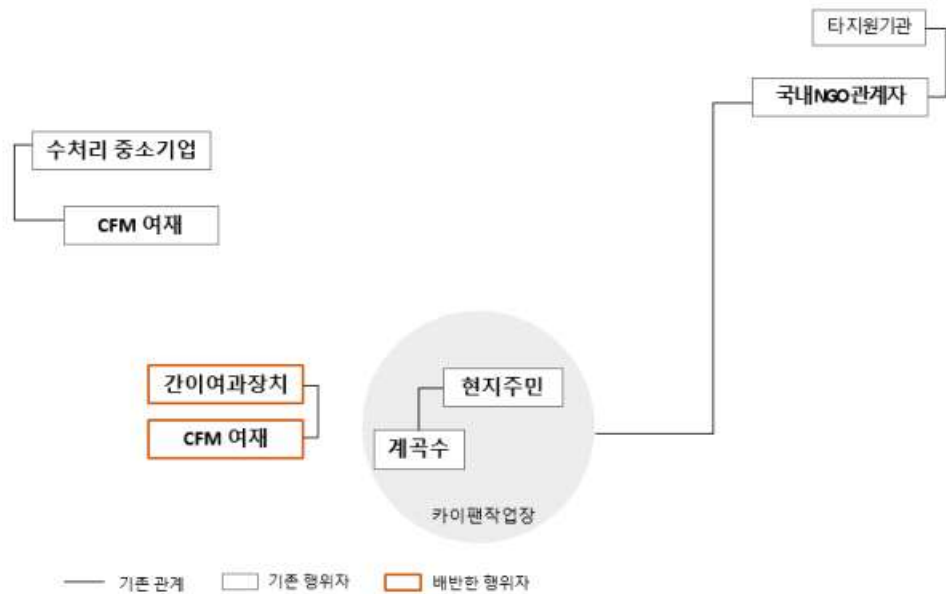 타지원기관
국내NGO관계자
수처리 중소기업
CFM 여재
간이여과장치
현지주민
CFM 여재
계곡수
카이팬작업장
기존 관계
기존 행위자
배반한 행위자